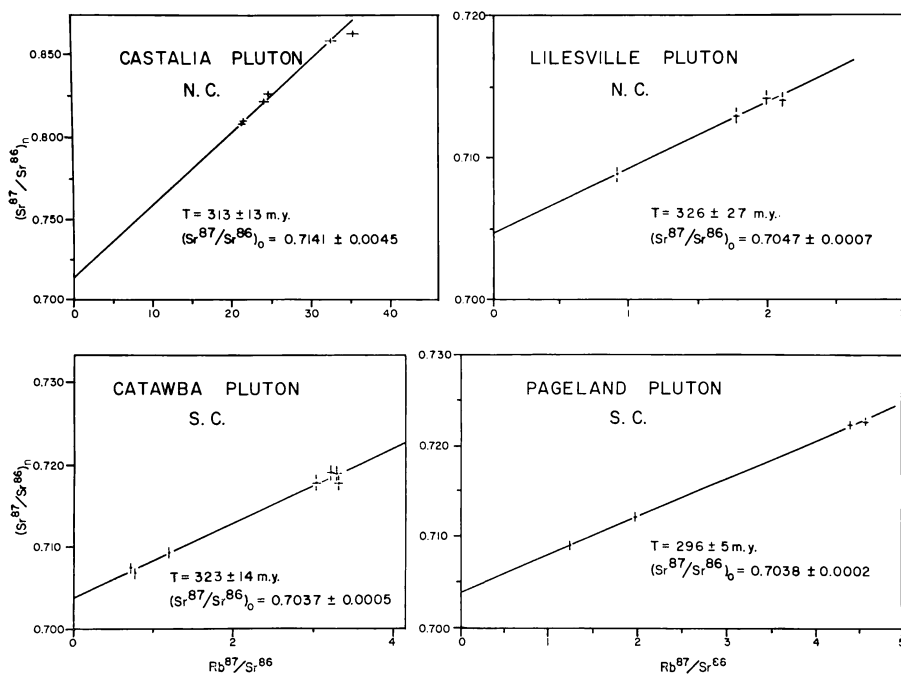 CASTALIA PLUTON
N. C.
T = 313 ± 13 m.y.
(Sr87/Sr86)o = 0.7141 ± 0.0045
(Sr87/Sr86)n
0.850
0.800
0.750
0.700
0 10 20 30 40
LILESVILLE PLUTON
N. C.
T = 326 ± 27 m.y.
(Sr87/Sr86)o = 0.7047 ± 0.0007
0.720
0.710
0.700
0 1 2 3
CATAWBA PLUTON
S. C.
T = 323 ± 14 m.y.
(Sr87/Sr86)o = 0.7037 ± 0.0005
(Sr87/Sr86)n
0.730
0.720
0.710
0.700
0 2 4
Rb87/Sr86
PAGELAND PLUTON
S. C.
T = 296 ± 5 m.y.
(Sr87/Sr86)o = 0.7038 ± 0.0002
0.730
0.720
0.710
0.700
0 1 2 3 4 5
Rb87/Sr86